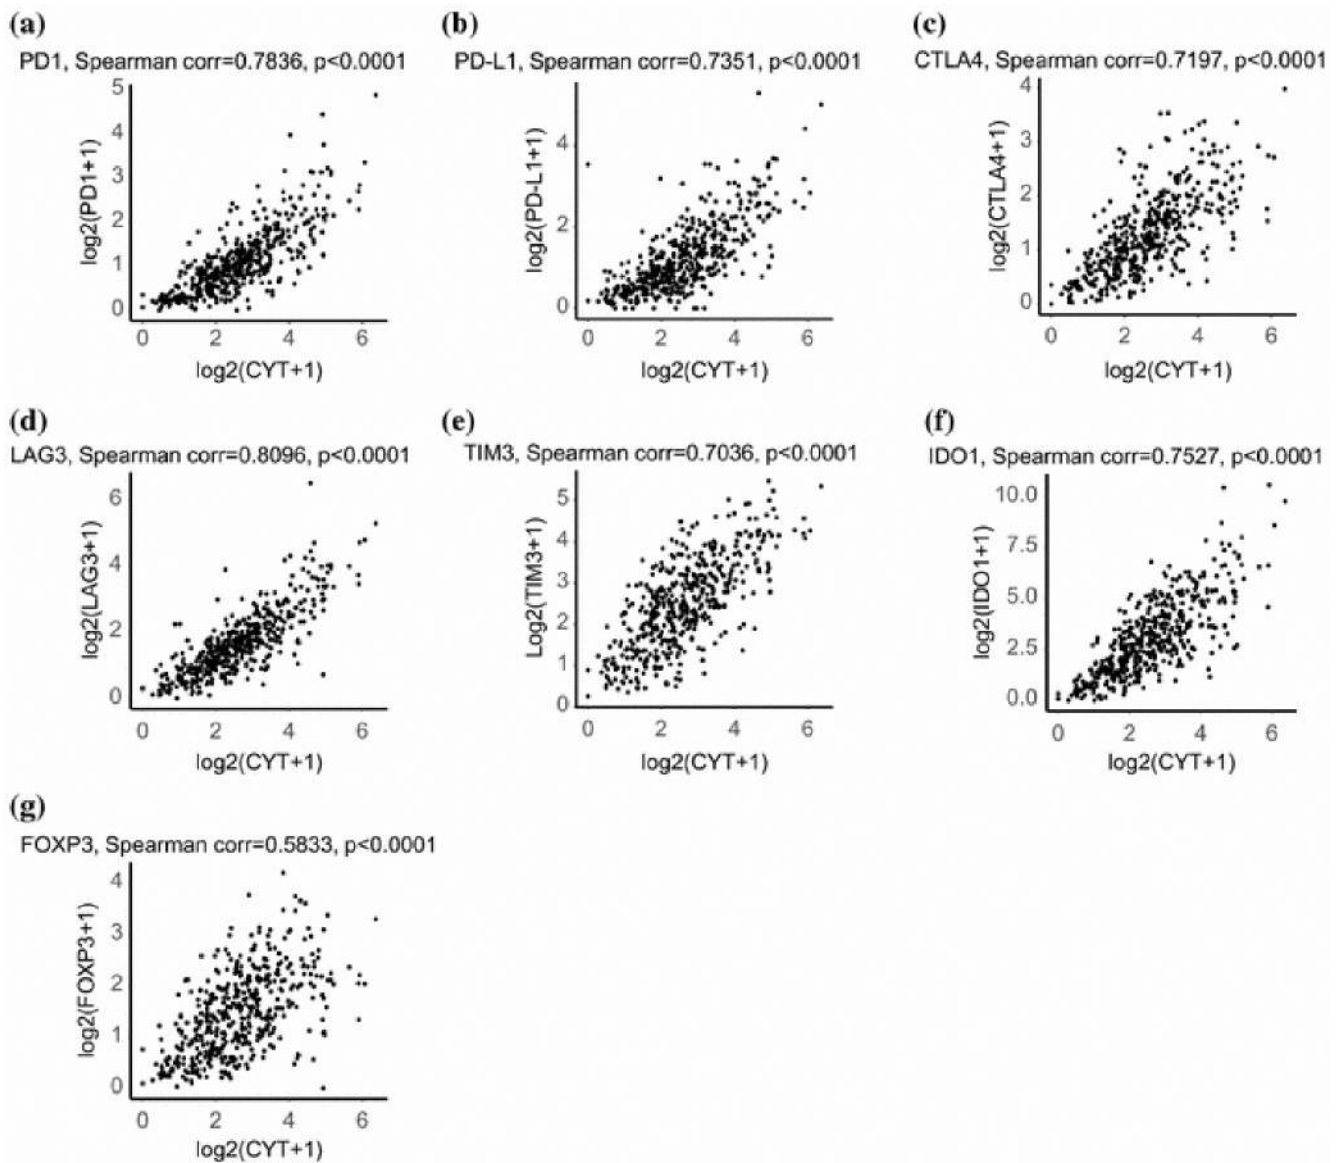 (a)
PD1, Spearman corr=0.7836, p<0.0001
5
4
3
2
1
0
log2(PD1+1)
0 2 4 6
log2(CYT+1)
(b)
PD-L1, Spearman corr=0.7351, p<0.0001
4
2
0
log2(PD-L1+1)
0 2 4 6
log2(CYT+1)
(c)
CTLA4, Spearman corr=0.7197, p<0.0001
4
3
2
1
0
log2(CTLA4+1)
0 2 4 6
log2(CYT+1)
(d)
LAG3, Spearman corr=0.8096, p<0.0001
6
4
2
0
log2(LAG3+1)
0 2 4 6
log2(CYT+1)
(e)
TIM3, Spearman corr=0.7036, p<0.0001
5
4
3
2
1
0
Log2(TIM3+1)
0 2 4 6
log2(CYT+1)
(f)
IDO1, Spearman corr=0.7527, p<0.0001
10.0
7.5
5.0
2.5
0.0
log2(IDO1+1)
0 2 4 6
log2(CYT+1)
(g)
FOXP3, Spearman corr=0.5833, p<0.0001
4
3
2
1
0
log2(FOXP3+1)
0 2 4 6
log2(CYT+1)